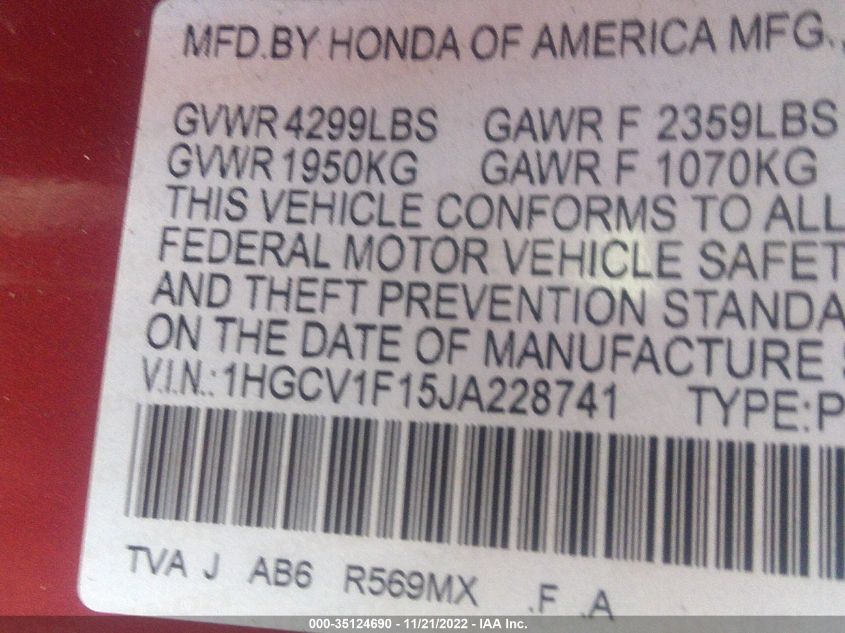 MFD.BY HONDA OF AMERICA MFG.,
GVWR 4299LBS GAWR F 2359LBS
GVWR 1950KG GAWR F 1070KG
THIS VEHICLE CONFORMS TO ALL
FEDERAL MOTOR VEHICLE SAFET
AND THEFT PREVENTION STANDA
ON THE DATE OF MANUFACTURE S
V.I.N.:1HGCV1F15JA228741 TYPE:P
TVA J AB6 R569MX .F .A
000-35124690 - 11/21/2022 - IAA Inc.